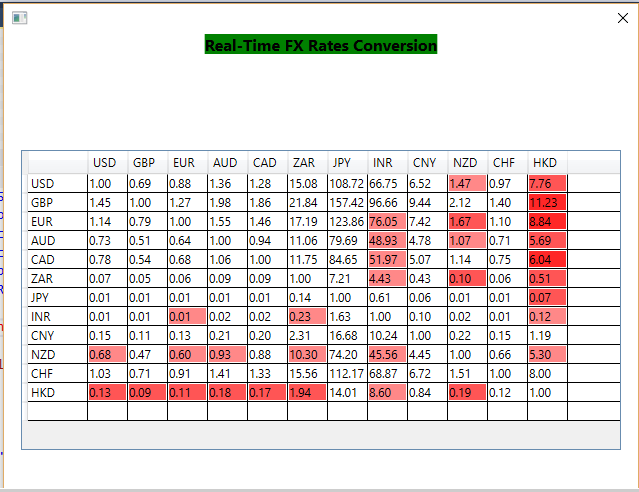 Real-Time FX Rates Conversion
USD GBP EUR AUD CAD ZAR JPY INR CNY NZD CHF HKD
USD 1.00 0.69 0.88 1.36 1.28 15.08 108.72 66.75 6.52 1.47 0.97 7.76
GBP 1.45 1.00 1.27 1.98 1.86 21.84 157.42 96.66 9.44 2.12 1.40 11.23
EUR 1.14 0.79 1.00 1.55 1.46 17.19 123.86 76.05 7.42 1.67 1.10 8.84
AUD 0.73 0.51 0.64 1.00 0.94 11.06 79.69 48.93 4.78 1.07 0.71 5.69
CAD 0.78 0.54 0.68 1.06 1.00 11.75 84.65 51.97 5.07 1.14 0.75 6.04
ZAR 0.07 0.05 0.06 0.09 0.09 1.00 7.21 4.43 0.43 0.10 0.06 0.51
JPY 0.01 0.01 0.01 0.01 0.01 0.14 1.00 0.61 0.06 0.01 0.01 0.07
INR 0.01 0.01 0.01 0.02 0.02 0.23 1.63 1.00 0.10 0.02 0.01 0.12
CNY 0.15 0.11 0.13 0.21 0.20 2.31 16.68 10.24 1.00 0.22 0.15 1.19
NZD 0.68 0.47 0.60 0.93 0.88 10.30 74.20 45.56 4.45 1.00 0.66 5.30
CHF 1.03 0.71 0.91 1.41 1.33 15.56 112.17 68.87 6.72 1.51 1.00 8.00
HKD 0.13 0.09 0.11 0.18 0.17 1.94 14.01 8.60 0.84 0.19 0.12 1.00